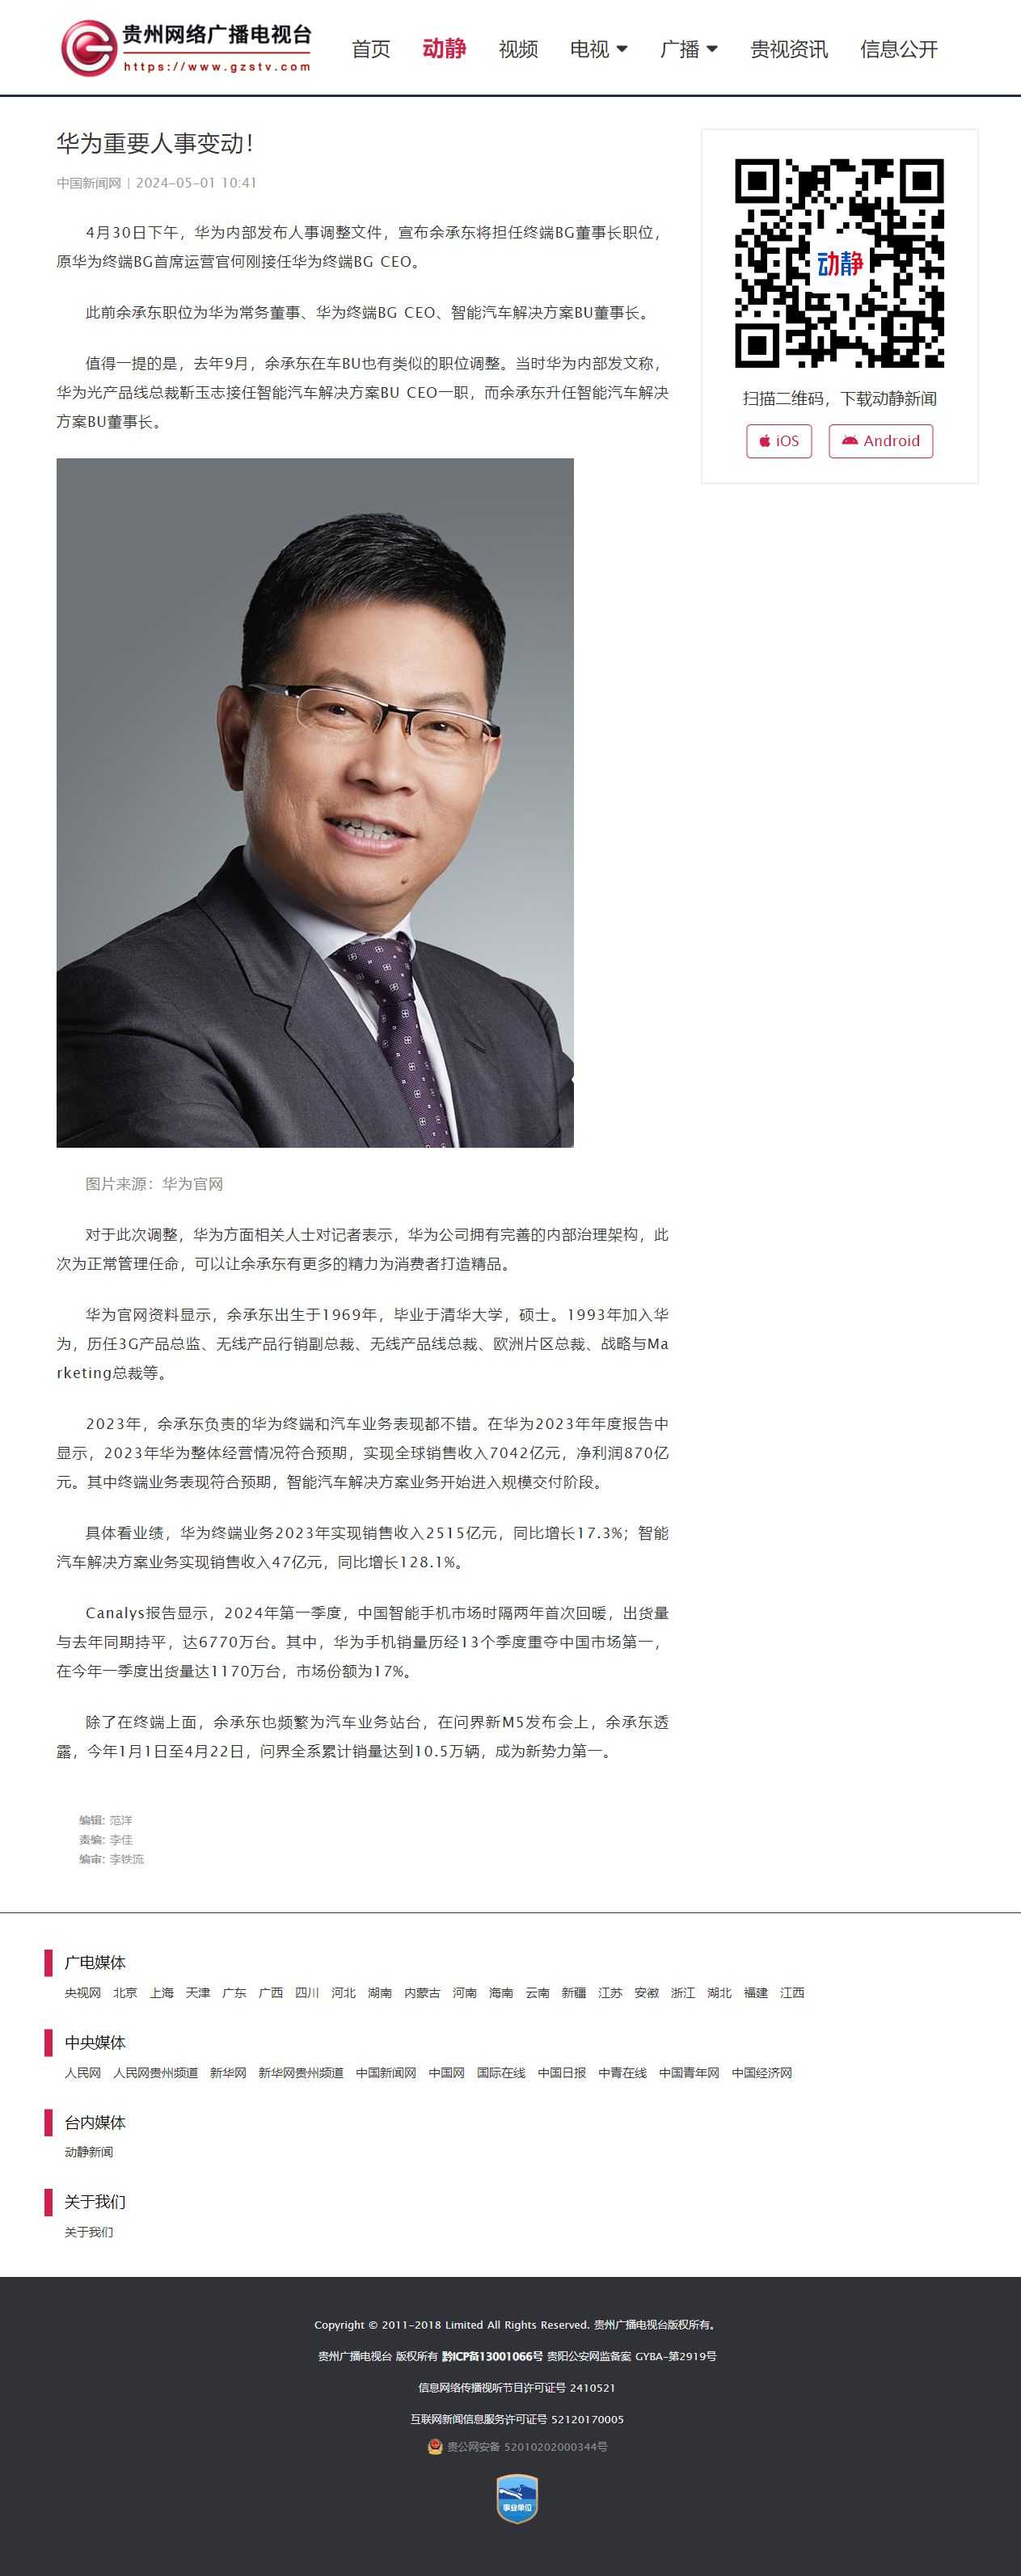 贵州网络广播电视台
https://www.gzstv.com
首页 动静 视频 电视 广播 贵视资讯 信息公开
华为重要人事变动！
中国新闻网 | 2024-05-01 10:41
4月30日下午，华为内部发布人事调整文件，宣布余承东将担任终端BG董事长职位，
原华为终端BG首席运营官何刚接任华为终端BG CEO。
此前余承东职位为华为常务董事、华为终端BG CEO、智能汽车解决方案BU董事长。
值得一提的是，去年9月，余承东在车BU也有类似的职位调整。当时华为内部发文称，
华为光产品线总裁靳玉志接任智能汽车解决方案BU CEO一职，而余承东升任智能汽车解决
方案BU董事长。
动静
扫描二维码，下载动静新闻
iOS Android
图片来源：华为官网
对于此次调整，华为方面相关人士对记者表示，华为公司拥有完善的内部治理架构，此
次为正常管理任命，可以让余承东有更多的精力为消费者打造精品。
华为官网资料显示，余承东出生于1969年，毕业于清华大学，硕士。1993年加入华
为，历任3G产品总监、无线产品行销副总裁、无线产品线总裁、欧洲片区总裁、战略与Ma
rketing总裁等。
2023年，余承东负责的华为终端和汽车业务表现都不错。在华为2023年年度报告中
显示，2023年华为整体经营情况符合预期，实现全球销售收入7042亿元，净利润870亿
元。其中终端业务表现符合预期，智能汽车解决方案业务开始进入规模交付阶段。
具体看业绩，华为终端业务2023年实现销售收入2515亿元，同比增长17.3%；智能
汽车解决方案业务实现销售收入47亿元，同比增长128.1%。
Canalys报告显示，2024年第一季度，中国智能手机市场时隔两年首次回暖，出货量
与去年同期持平，达6770万台。其中，华为手机销量历经13个季度重夺中国市场第一，
在今年一季度出货量达1170万台，市场份额为17%。
除了在终端上面，余承东也频繁为汽车业务站台，在问界新M5发布会上，余承东透
露，今年1月1日至4月22日，问界全系累计销量达到10.5万辆，成为新势力第一。
编辑: 范洋
责编: 李佳
编审: 李铁流
广电媒体
央视网 北京 上海 天津 广东 广西 四川 河北 湖南 内蒙古 河南 海南 云南 新疆 江苏 安徽 浙江 湖北 福建 江西
中央媒体
人民网 人民网贵州频道 新华网 新华网贵州频道 中国新闻网 中国网 国际在线 中国日报 中青在线 中国青年网 中国经济网
台内媒体
动静新闻
关于我们
关于我们
Copyright © 2011-2018 Limited All Rights Reserved. 贵州广播电视台版权所有。
贵州广播电视台 版权所有 黔ICP备13001066号 贵阳公安网监备案 GYBA-第2919号
信息网络传播视听节目许可证号 2410521
互联网新闻信息服务许可证号 52120170005
贵公网安备 52010202000344号
事业单位